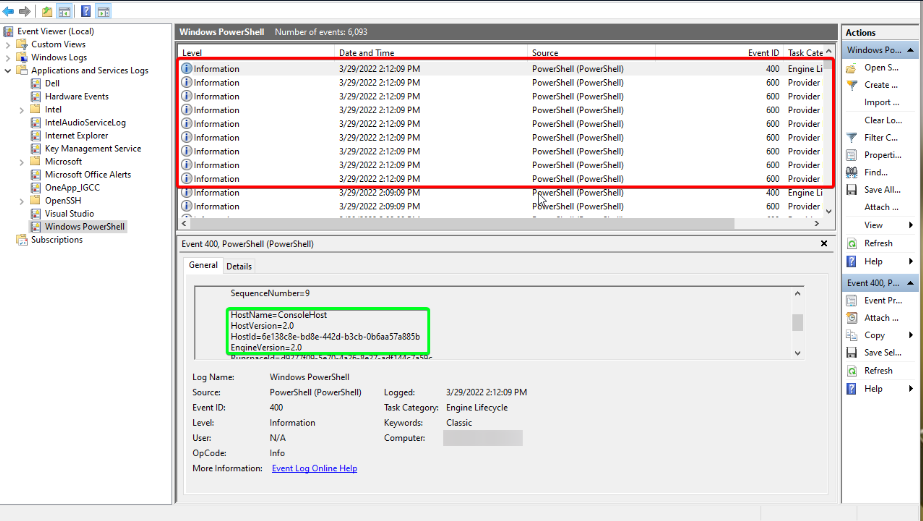 Event Viewer (Local)
Custom Views
Windows Logs
Applications and Services Logs
Dell
Hardware Events
Intel
IntelAudioServiceLog
Internet Explorer
Key Management Service
Microsoft
Microsoft Office Alerts
OneApp_IGCC
OpenSSH
Visual Studio
Windows PowerShell
Subscriptions
Windows PowerShell Number of events: 6,093
Level Date and Time Source Event ID Task Cate
Information 3/29/2022 2:12:09 PM PowerShell (PowerShell) 400 Engine Li
Information 3/29/2022 2:12:09 PM PowerShell (PowerShell) 600 Provider
Information 3/29/2022 2:12:09 PM PowerShell (PowerShell) 600 Provider
Information 3/29/2022 2:12:09 PM PowerShell (PowerShell) 600 Provider
Information 3/29/2022 2:12:09 PM PowerShell (PowerShell) 600 Provider
Information 3/29/2022 2:12:09 PM PowerShell (PowerShell) 600 Provider
Information 3/29/2022 2:12:09 PM PowerShell (PowerShell) 600 Provider
Information 3/29/2022 2:12:09 PM PowerShell (PowerShell) 600 Provider
Information 3/29/2022 2:12:09 PM PowerShell (PowerShell) 600 Provider
Information 3/29/2022 2:09:09 PM PowerShell (PowerShell) 400 Engine Li
Information 3/29/2022 2:09:09 PM PowerShell (PowerShell) 600 Provider
Event 400, PowerShell (PowerShell)
General Details
SequenceNumber=9
HostName=ConsoleHost
HostVersion=2.0
HostId=6e138c8e-bd8e-442d-b3cb-0b6aa57a885b
EngineVersion=2.0
Log Name: Windows PowerShell
Source: PowerShell (PowerShell) Logged: 3/29/2022 2:12:09 PM
Event ID: 400 Task Category: Engine Lifecycle
Level: Information Keywords: Classic
User: N/A Computer:
OpCode: Info
More Information: Event Log Online Help
Actions
Windows Po...
Open S...
Create ...
Import ...
Clear Lo...
Filter C...
Properti...
Find...
Save All...
Attach ...
View
Refresh
Help
Event 400, P...
Event Pr...
Attach ...
Copy
Save Sel...
Refresh
Help